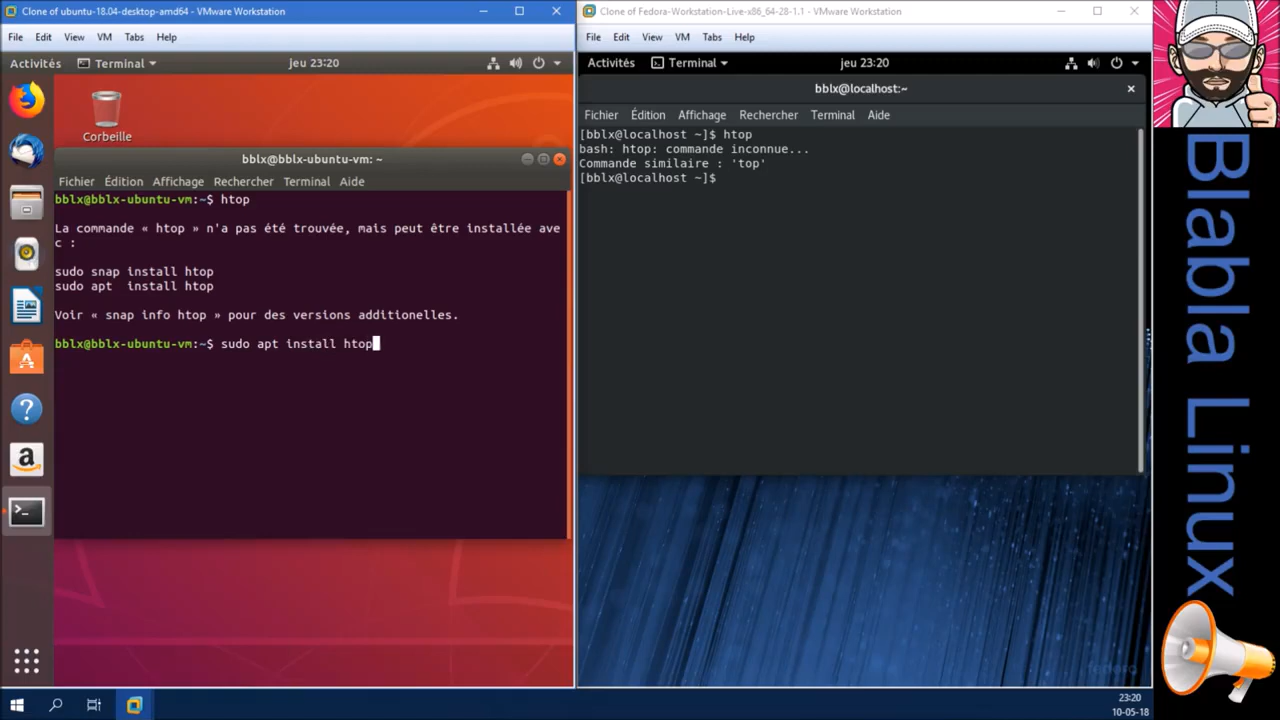 Clone of ubuntu-18.04-desktop-amd64 - VMware Workstation
File Edit View VM Tabs Help
Activités Terminal jeu 23:20
Corbeille
bblx@bblx-ubuntu-vm: ~
Fichier Édition Affichage Rechercher Terminal Aide
bblx@bblx-ubuntu-vm:~$ htop
La commande « htop » n'a pas été trouvée, mais peut être installée ave
c :
sudo snap install htop
sudo apt  install htop
Voir « snap info htop » pour des versions additionelles.
bblx@bblx-ubuntu-vm:~$ sudo apt install htop
Clone of Fedora-Workstation-Live-x86_64-28-1.1 - VMware Workstation
File Edit View VM Tabs Help
Activités Terminal jeu 23:20
bblx@localhost:~
Fichier Édition Affichage Rechercher Terminal Aide
[bblx@localhost ~]$ htop
bash: htop: commande inconnue...
Commande similaire : 'top'
[bblx@localhost ~]$
fedora
Blabla Linux
23:20
10-05-18